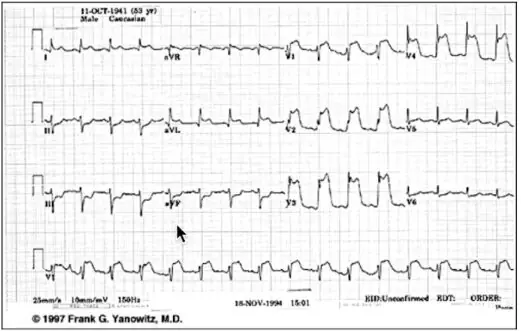 11-OCT-1941 (53 yr)
Male Caucasian
I aVR V1 V4
II aVL V2 V5
III aVF V3 V6
V1
25mm/s 10mm/mV 150Hz
18-NOV-1994 15:01
EID:Unconfirmed EDT: ORDER:
© 1997 Frank G. Yanowitz, M.D.